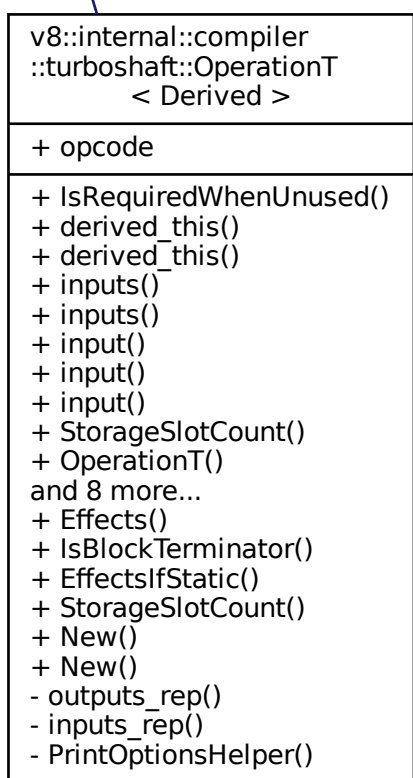 v8::internal::compiler
::turboshaft::OperationT
< Derived >
+ opcode
+ IsRequiredWhenUnused()
+ derived_this()
+ derived_this()
+ inputs()
+ inputs()
+ input()
+ input()
+ input()
+ StorageSlotCount()
+ OperationT()
and 8 more...
+ Effects()
+ IsBlockTerminator()
+ EffectsIfStatic()
+ StorageSlotCount()
+ New()
+ New()
- outputs_rep()
- inputs_rep()
- PrintOptionsHelper()